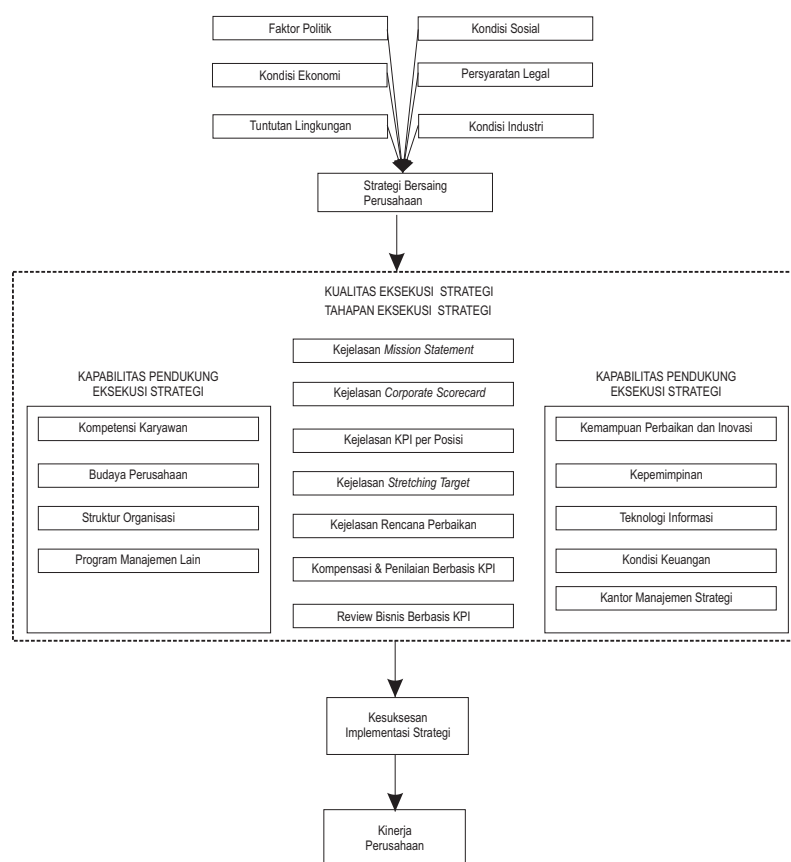 Faktor Politik
Kondisi Sosial
Kondisi Ekonomi
Persyaratan Legal
Tuntutan Lingkungan
Kondisi Industri
Strategi Bersaing
Perusahaan
KUALITAS EKSEKUSI STRATEGI
TAHAPAN EKSEKUSI STRATEGI
KAPABILITAS PENDUKUNG
EKSEKUSI STRATEGI
Kompetensi Karyawan
Budaya Perusahaan
Struktur Organisasi
Program Manajemen Lain
Kejelasan Mission Statement
Kejelasan Corporate Scorecard
Kejelasan KPI per Posisi
Kejelasan Stretching Target
Kejelasan Rencana Perbaikan
Kompensasi & Penilaian Berbasis KPI
Review Bisnis Berbasis KPI
KAPABILITAS PENDUKUNG
EKSEKUSI STRATEGI
Kemampuan Perbaikan dan Inovasi
Kepemimpinan
Teknologi Informasi
Kondisi Keuangan
Kantor Manajemen Strategi
Kesuksesan
Implementasi Strategi
Kinerja
Perusahaan